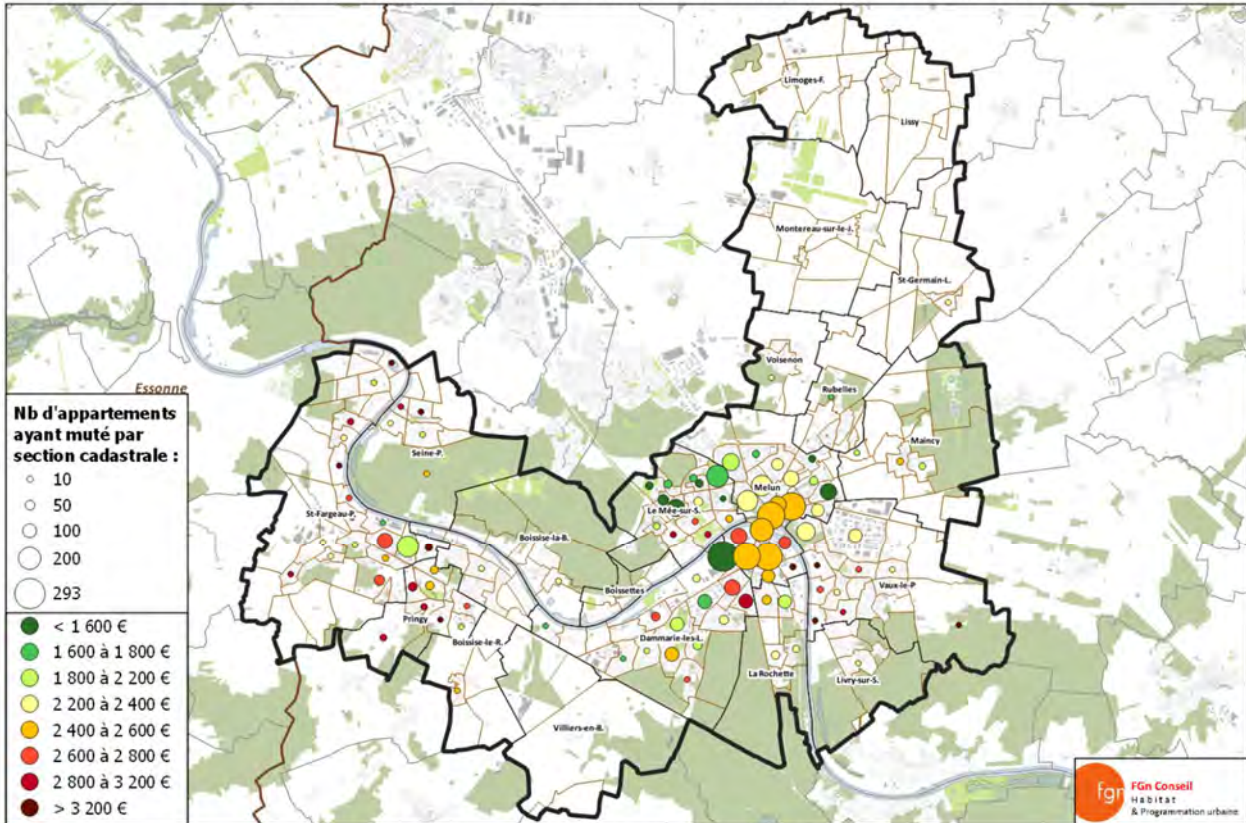 Limoges-F.
Lissy
Montereau-sur-le-J.
St-Germain-L.
Voisenon
Rubelles
Essonne
Maincy
Seine-P.
Melun
Le Mée-sur-S.
St-Fargeau-P.
Boissise-la-B.
Boissettes
Vaux-le-P
Pringy
Boissise-le-R.
Dammarie-les-L.
La Rochette
Livry-sur-S.
Villiers-en-B.
Nb d'appartements
ayant muté par
section cadastrale :
10
50
100
200
293
< 1 600 €
1 600 à 1 800 €
1 800 à 2 200 €
2 200 à 2 400 €
2 400 à 2 600 €
2 600 à 2 800 €
2 800 à 3 200 €
> 3 200 €
fgn
FGn Conseil
Habitat
& Programmation urbaine